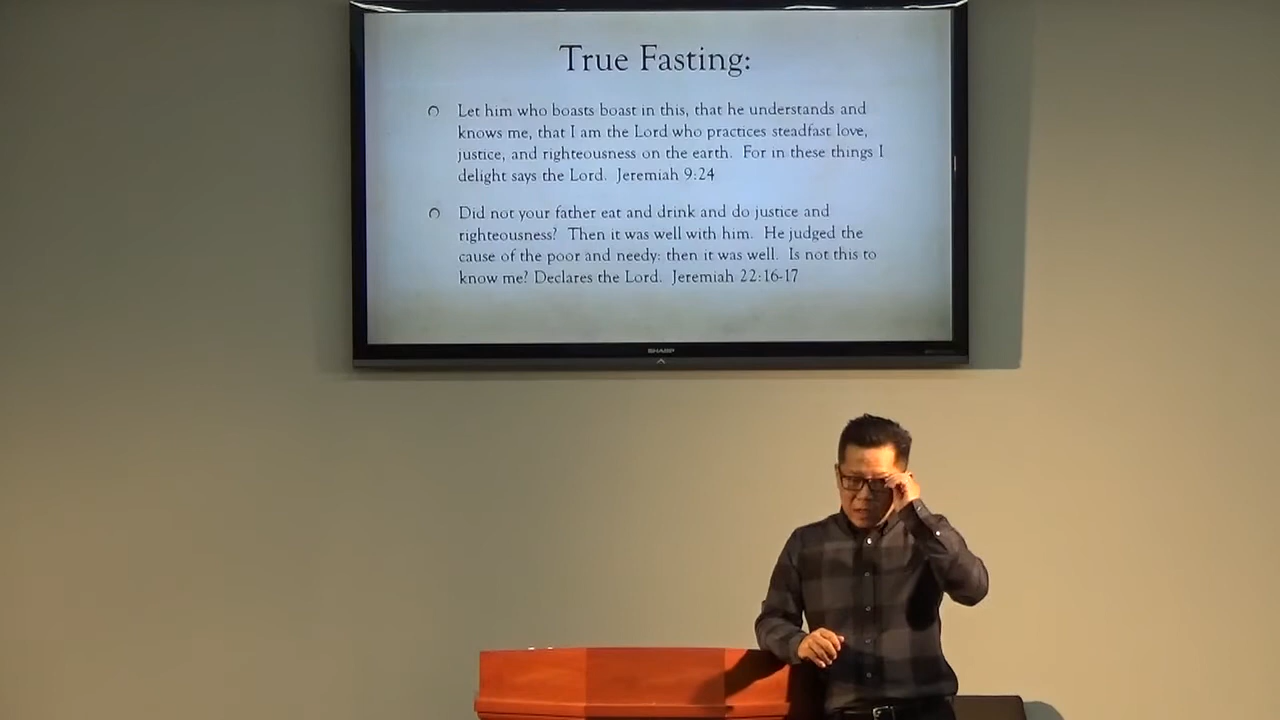 True Fasting:
Let him who boasts boast in this, that he understands and
knows me, that I am the Lord who practices steadfast love,
justice, and righteousness on the earth.  For in these things I
delight says the Lord.  Jeremiah 9:24
Did not your father eat and drink and do justice and
righteousness?  Then it was well with him.  He judged the
cause of the poor and needy: then it was well.  Is not this to
know me? Declares the Lord.  Jeremiah 22:16-17
SHARP